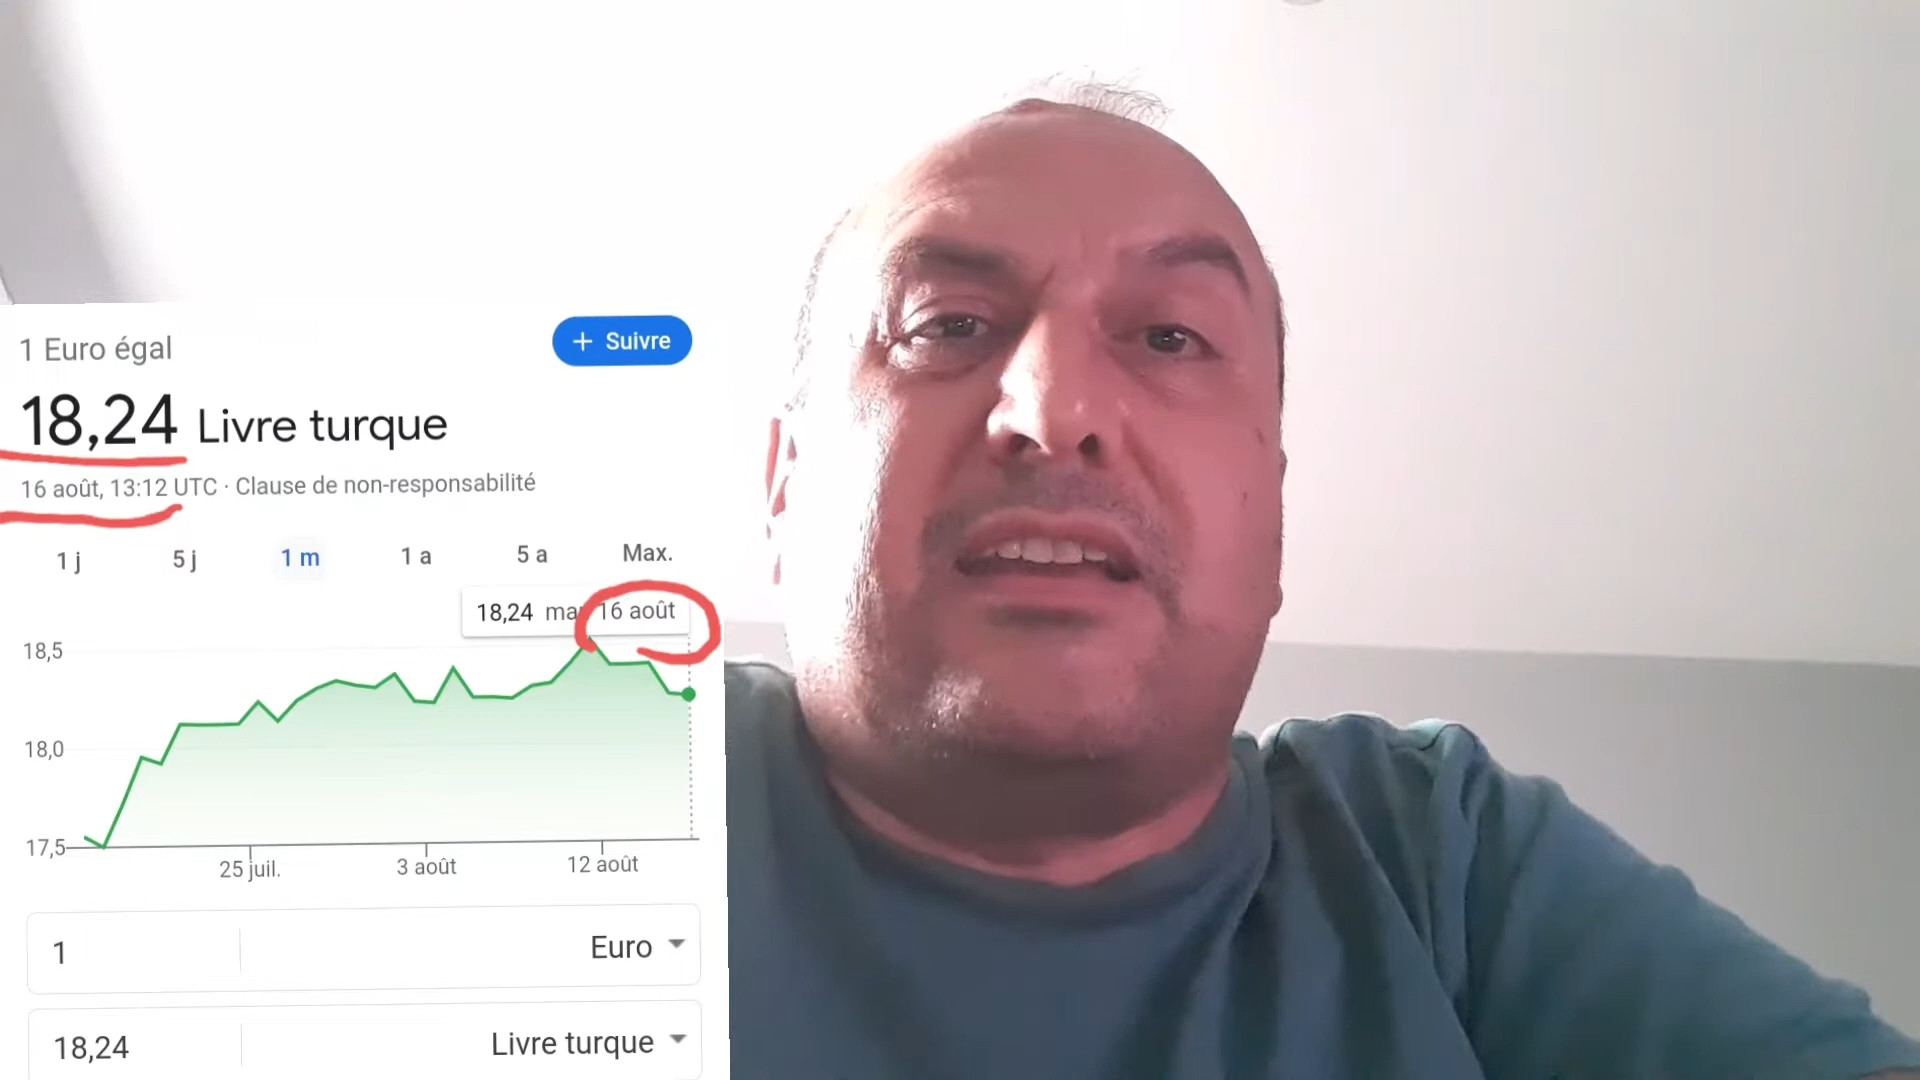 1 Euro égal
+ Suivre
18,24 Livre turque
16 août, 13:12 UTC · Clause de non-responsabilité
1 j 5 j 1 m 1 a 5 a Max.
18,24 16 août
18,5
18,0
17,5
25 juil. 3 août 12 août
1 Euro
18,24 Livre turque